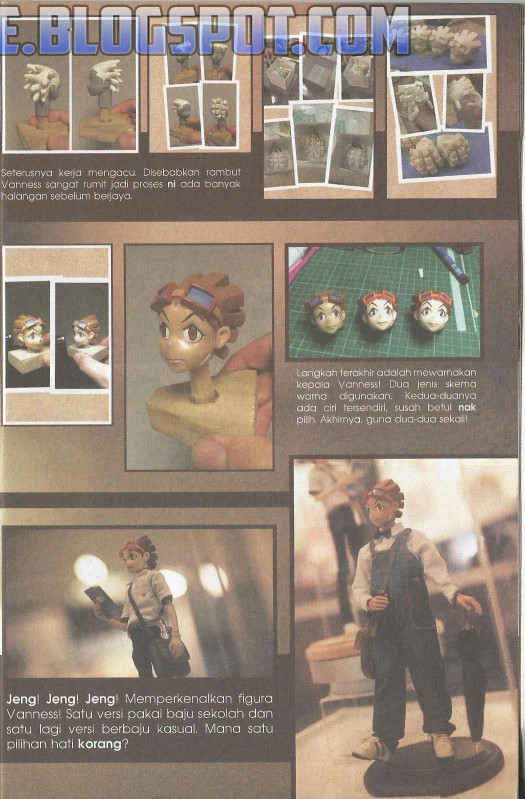 E.BLOGSPOT.COM
Seterusnya kerja mengacu. Disebabkan rambut
Vanness sangat rumit jadi proses ni ada banyak
halangan sebelum berjaya.
Langkah terakhir adalah mewarnakan
kepala Vanness! Dua jenis skema
warna digunakan. Kedua-duanya
ada ciri tersendiri, susah betul nak
pilih. Akhirnya, guna dua-dua sekali!
Jeng! Jeng! Jeng! Memperkenalkan figura
Vanness! Satu versi pakai baju sekolah dan
satu lagi versi berbaju kasual. Mana satu
pilihan hati korang?